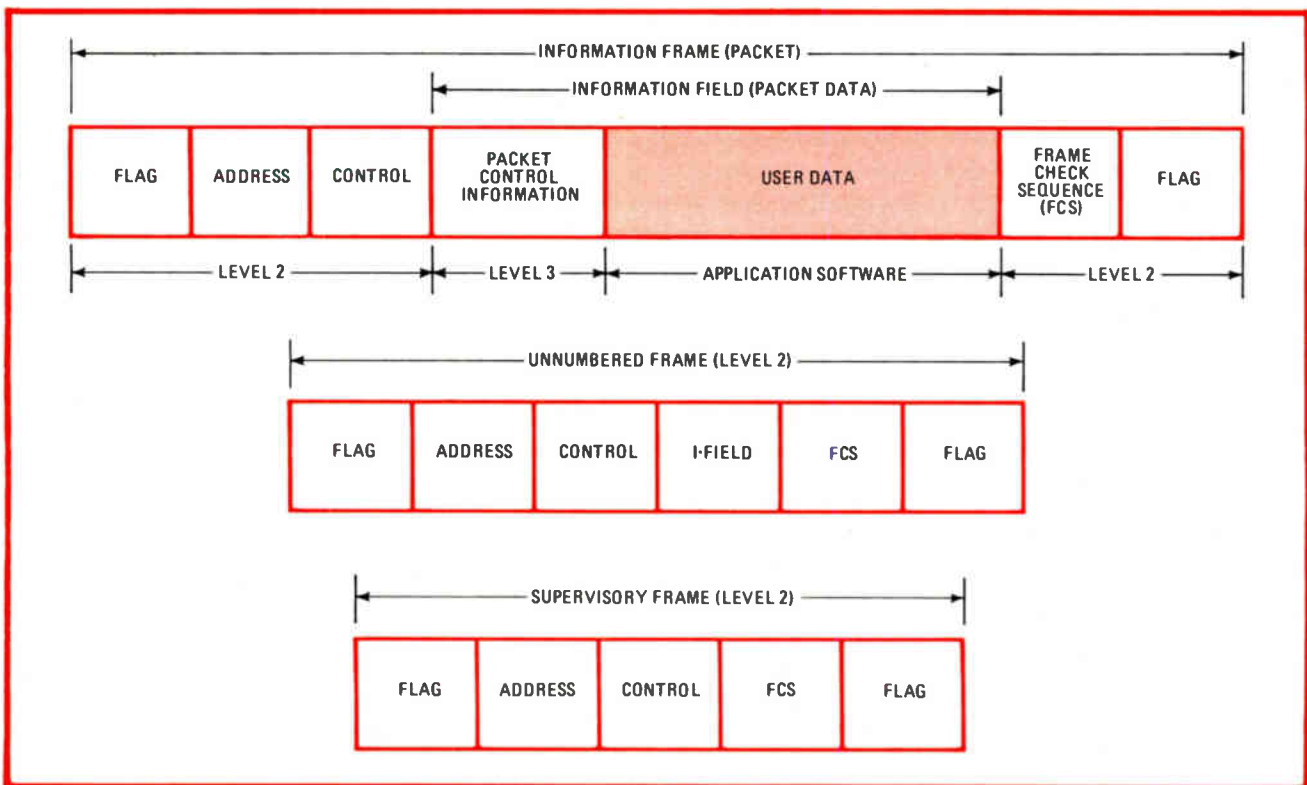 INFORMATION FRAME (PACKET)
INFORMATION FIELD (PACKET DATA)
FLAG
ADDRESS
CONTROL
PACKET
CONTROL
INFORMATION
USER DATA
FRAME
CHECK
SEQUENCE
(FCS)
FLAG
LEVEL 2
LEVEL 3
APPLICATION SOFTWARE
LEVEL 2
UNNUMBERED FRAME (LEVEL 2)
FLAG
ADDRESS
CONTROL
I-FIELD
FCS
FLAG
SUPERVISORY FRAME (LEVEL 2)
FLAG
ADDRESS
CONTROL
FCS
FLAG